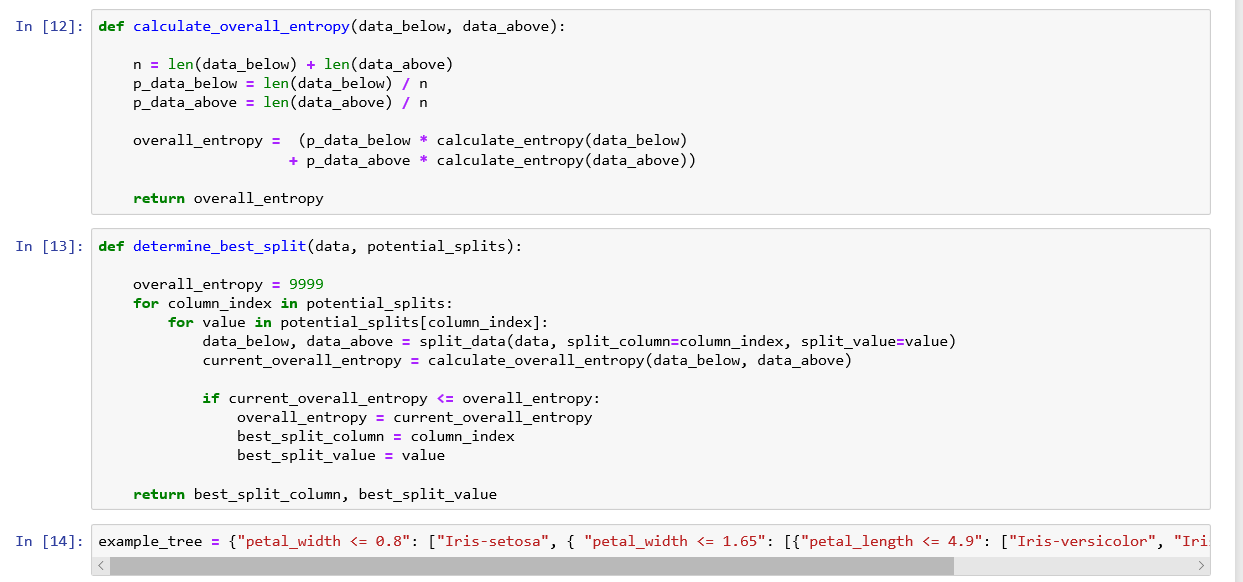 In [12]: def calculate_overall_entropy(data_below, data_above):
n = len(data_below) + len(data_above)
p_data_below = len(data_below) / n
p_data_above = len(data_above) / n
overall_entropy =  (p_data_below * calculate_entropy(data_below)
+ p_data_above * calculate_entropy(data_above))
return overall_entropy
In [13]: def determine_best_split(data, potential_splits):
overall_entropy = 9999
for column_index in potential_splits:
for value in potential_splits[column_index]:
data_below, data_above = split_data(data, split_column=column_index, split_value=value)
current_overall_entropy = calculate_overall_entropy(data_below, data_above)
if current_overall_entropy <= overall_entropy:
overall_entropy = current_overall_entropy
best_split_column = column_index
best_split_value = value
return best_split_column, best_split_value
In [14]: example_tree = {"petal_width <= 0.8": ["Iris-setosa", { "petal_width <= 1.65": [{"petal_length <= 4.9": ["Iris-versicolor", "Iri